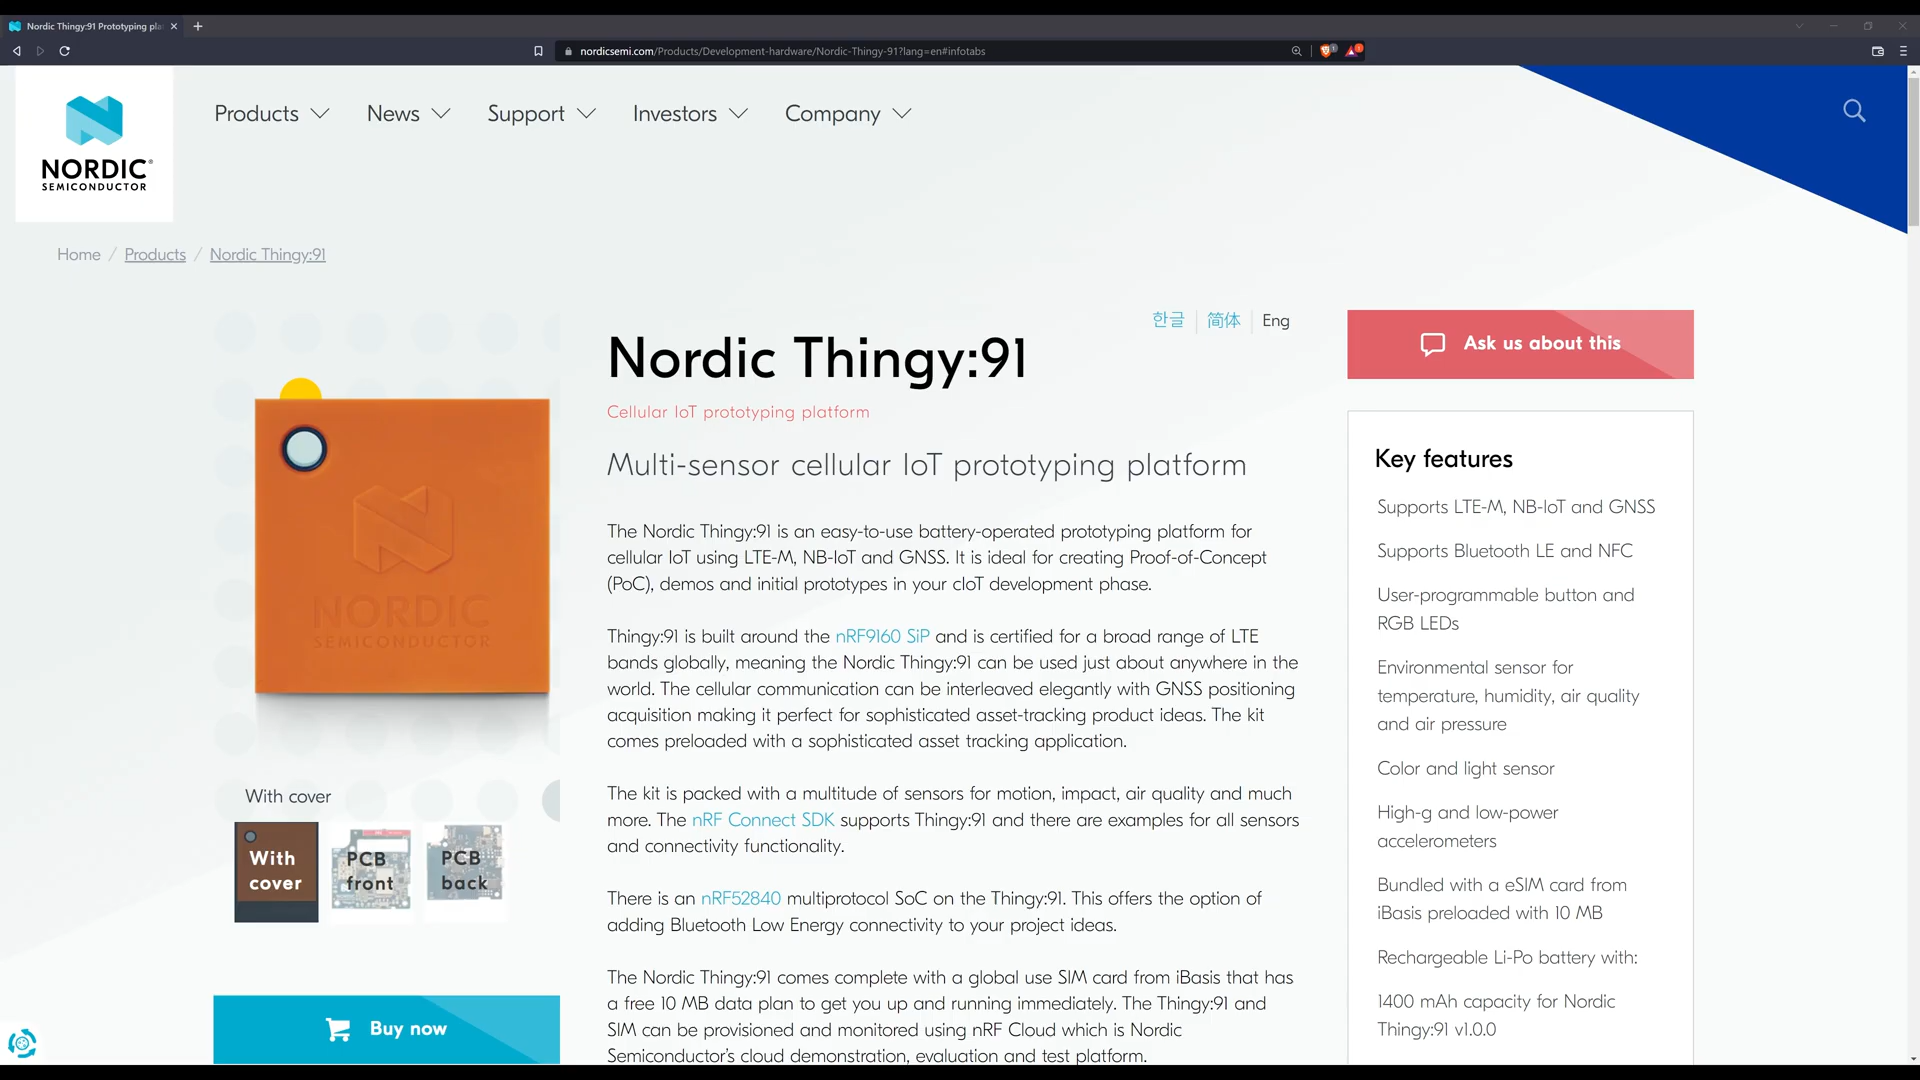 Nordic Thingy:91 Prototyping pla
nordicsemi.com/Products/Development-hardware/Nordic-Thingy-91?lang=en#infotabs
NORDIC®
SEMICONDUCTOR
Products
News
Support
Investors
Company
Home / Products / Nordic Thingy:91
NORDIC
SEMICONDUCTOR
With cover
With
cover
PCB
front
PCB
back
Buy now
한글
简体
Eng
Nordic Thingy:91
Cellular IoT prototyping platform
Multi-sensor cellular IoT prototyping platform
The Nordic Thingy:91 is an easy-to-use battery-operated prototyping platform for
cellular IoT using LTE-M, NB-IoT and GNSS. It is ideal for creating Proof-of-Concept
(PoC), demos and initial prototypes in your cIoT development phase.
Thingy:91 is built around the nRF9160 SiP and is certified for a broad range of LTE
bands globally, meaning the Nordic Thingy:91 can be used just about anywhere in the
world. The cellular communication can be interleaved elegantly with GNSS positioning
acquisition making it perfect for sophisticated asset-tracking product ideas. The kit
comes preloaded with a sophisticated asset tracking application.
The kit is packed with a multitude of sensors for motion, impact, air quality and much
more. The nRF Connect SDK supports Thingy:91 and there are examples for all sensors
and connectivity functionality.
There is an nRF52840 multiprotocol SoC on the Thingy:91. This offers the option of
adding Bluetooth Low Energy connectivity to your project ideas.
The Nordic Thingy:91 comes complete with a global use SIM card from iBasis that has
a free 10 MB data plan to get you up and running immediately. The Thingy:91 and
SIM can be provisioned and monitored using nRF Cloud which is Nordic
Semiconductor's cloud demonstration, evaluation and test platform.
Ask us about this
Key features
Supports LTE-M, NB-IoT and GNSS
Supports Bluetooth LE and NFC
User-programmable button and
RGB LEDs
Environmental sensor for
temperature, humidity, air quality
and air pressure
Color and light sensor
High-g and low-power
accelerometers
Bundled with a eSIM card from
iBasis preloaded with 10 MB
Rechargeable Li-Po battery with:
1400 mAh capacity for Nordic
Thingy:91 v1.0.0